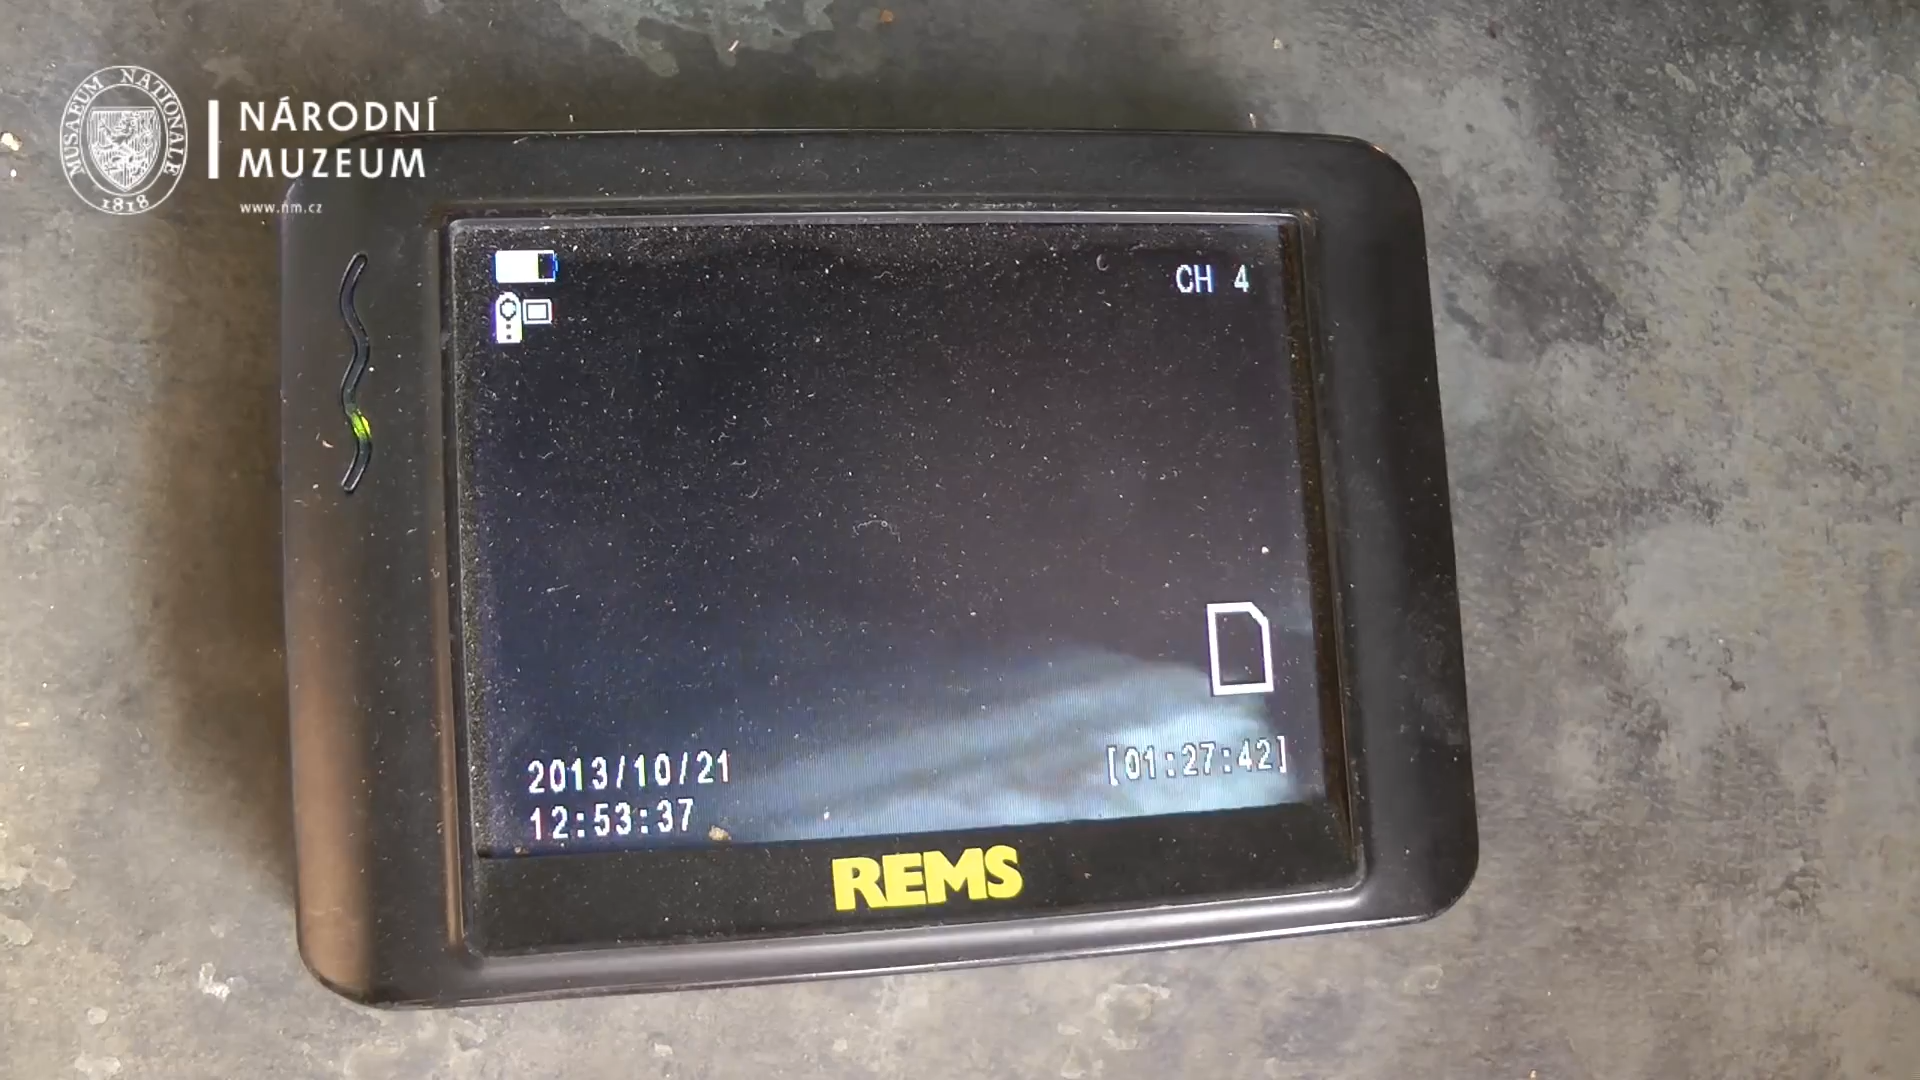 MUSAEUM NATIONALE
1818
NÁRODNÍ
MUZEUM
www.nm.cz
CH 4
2013/10/21
12:53:37
[01:27:42]
REMS